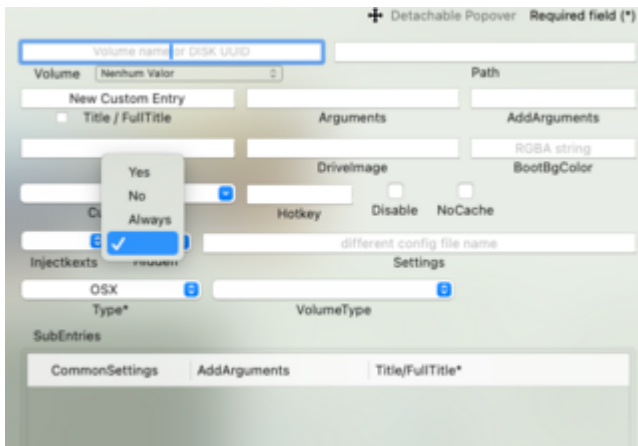 Detachable Popover Required field (*)
Volume name or DISK UUID
Volume Nenhum Valor Path
New Custom Entry
Title / FullTitle Arguments AddArguments
RGBA string
Yes DriveImage BootBgColor
No
Always Hotkey Disable NoCache
different config file name
Injectkexts Hidden Settings
OSX
Type* VolumeType
SubEntries
CommonSettings AddArguments Title/FullTitle*